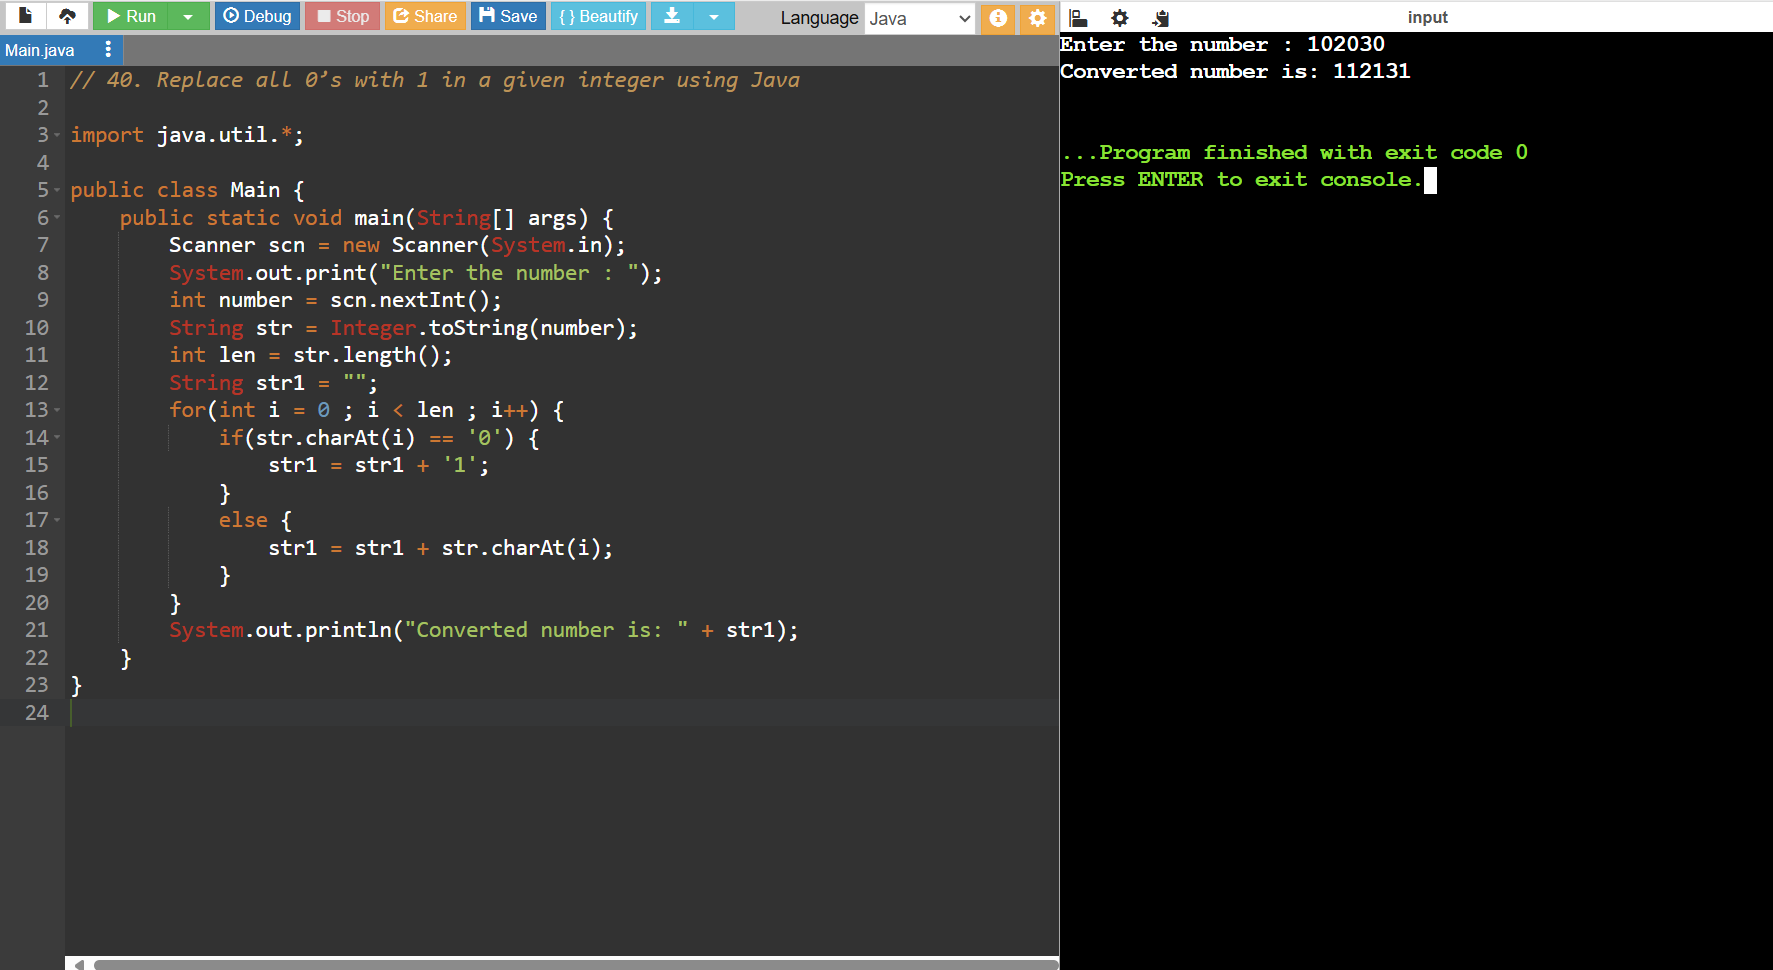 Run Debug Stop Share Save { } Beautify Language Java
Main.java
1 // 40. Replace all 0’s with 1 in a given integer using Java
2
3 import java.util.*;
4
5 public class Main {
6     public static void main(String[] args) {
7         Scanner scn = new Scanner(System.in);
8         System.out.print("Enter the number : ");
9         int number = scn.nextInt();
10         String str = Integer.toString(number);
11         int len = str.length();
12         String str1 = "";
13         for(int i = 0 ; i < len ; i++) {
14             if(str.charAt(i) == '0') {
15                 str1 = str1 + '1';
16             }
17             else {
18                 str1 = str1 + str.charAt(i);
19             }
20         }
21         System.out.println("Converted number is: " + str1);
22     }
23 }
24
input
Enter the number : 102030
Converted number is: 112131
...Program finished with exit code 0
Press ENTER to exit console.